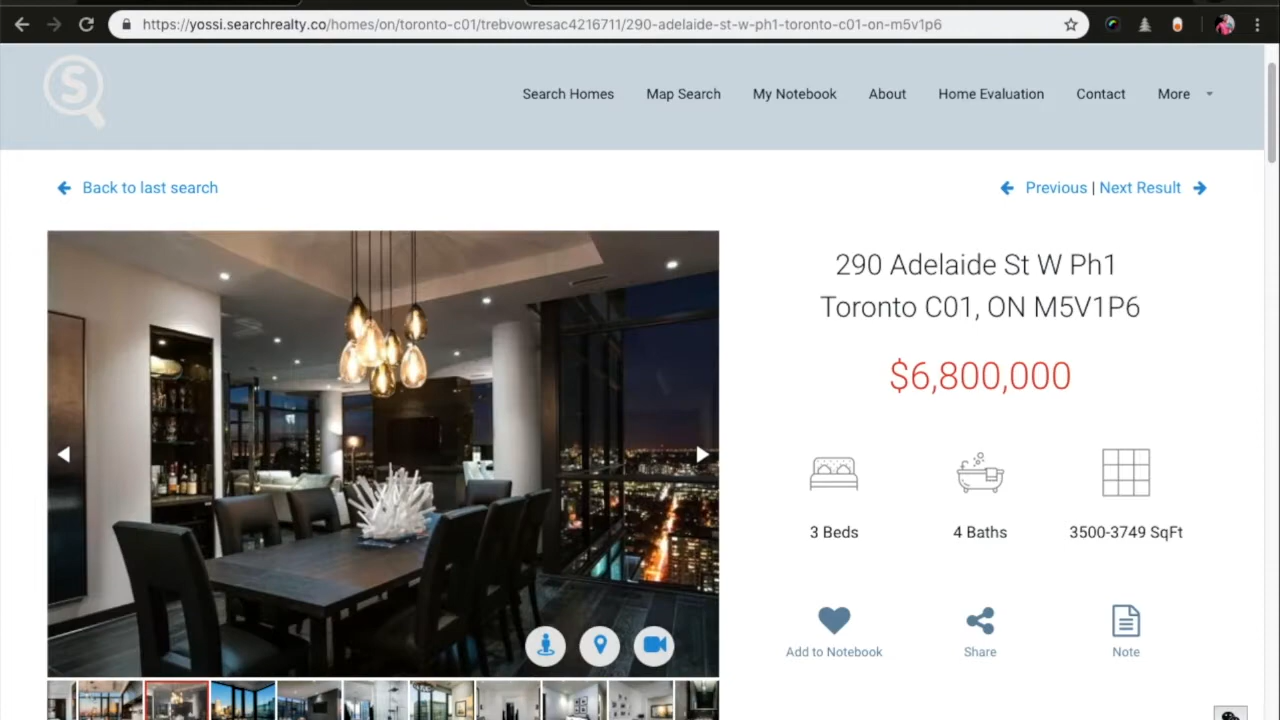 https://yossi.searchrealty.co/homes/on/toronto-c01/trebvowresac4216711/290-adelaide-st-w-ph1-toronto-c01-on-m5v1p6
S
Search Homes
Map Search
My Notebook
About
Home Evaluation
Contact
More
Back to last search
Previous | Next Result
290 Adelaide St W Ph1
Toronto C01, ON M5V1P6
$6,800,000
3 Beds
4 Baths
3500-3749 SqFt
Add to Notebook
Share
Note